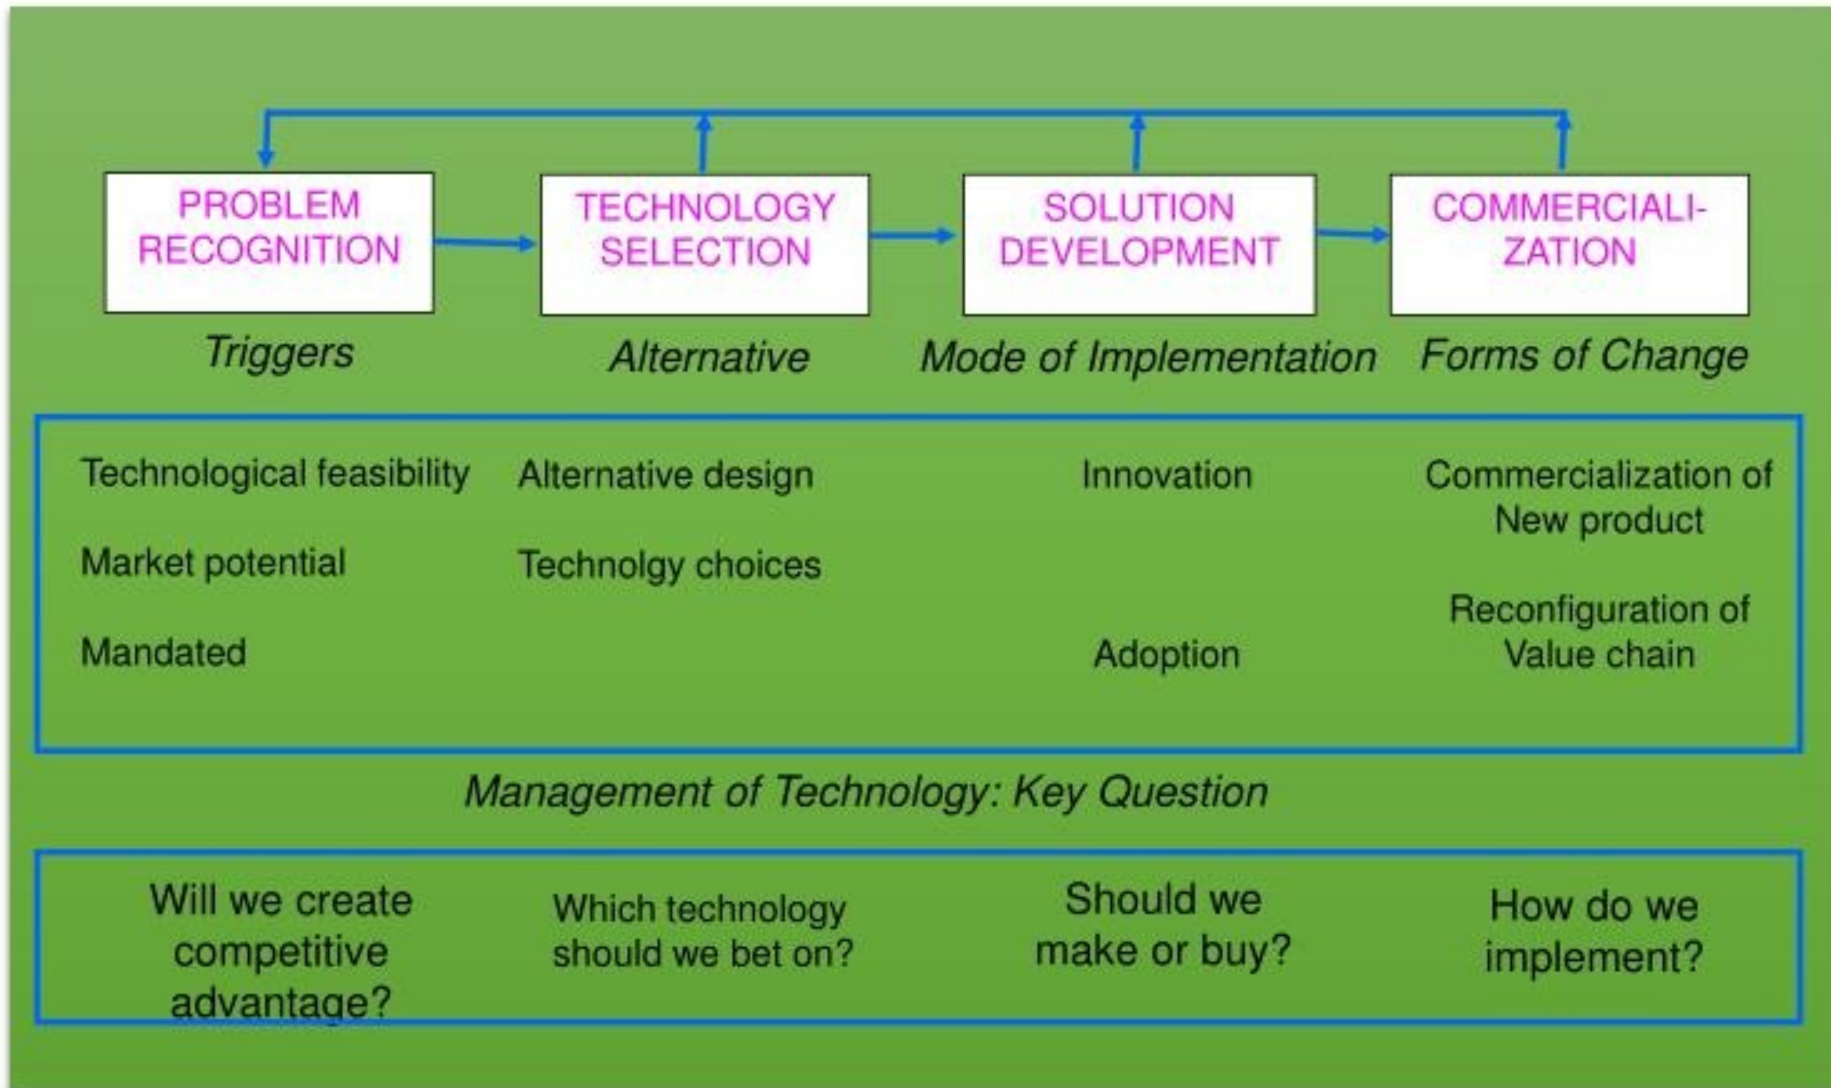 PROBLEM
RECOGNITION
TECHNOLOGY
SELECTION
SOLUTION
DEVELOPMENT
COMMERCIALI-
ZATION
Triggers
Alternative
Mode of Implementation
Forms of Change
Technological feasibility
Market potential
Mandated
Alternative design
Technolgy choices
Innovation
Adoption
Commercialization of
New product
Reconfiguration of
Value chain
Management of Technology: Key Question
Will we create
competitive
advantage?
Which technology
should we bet on?
Should we
make or buy?
How do we
implement?